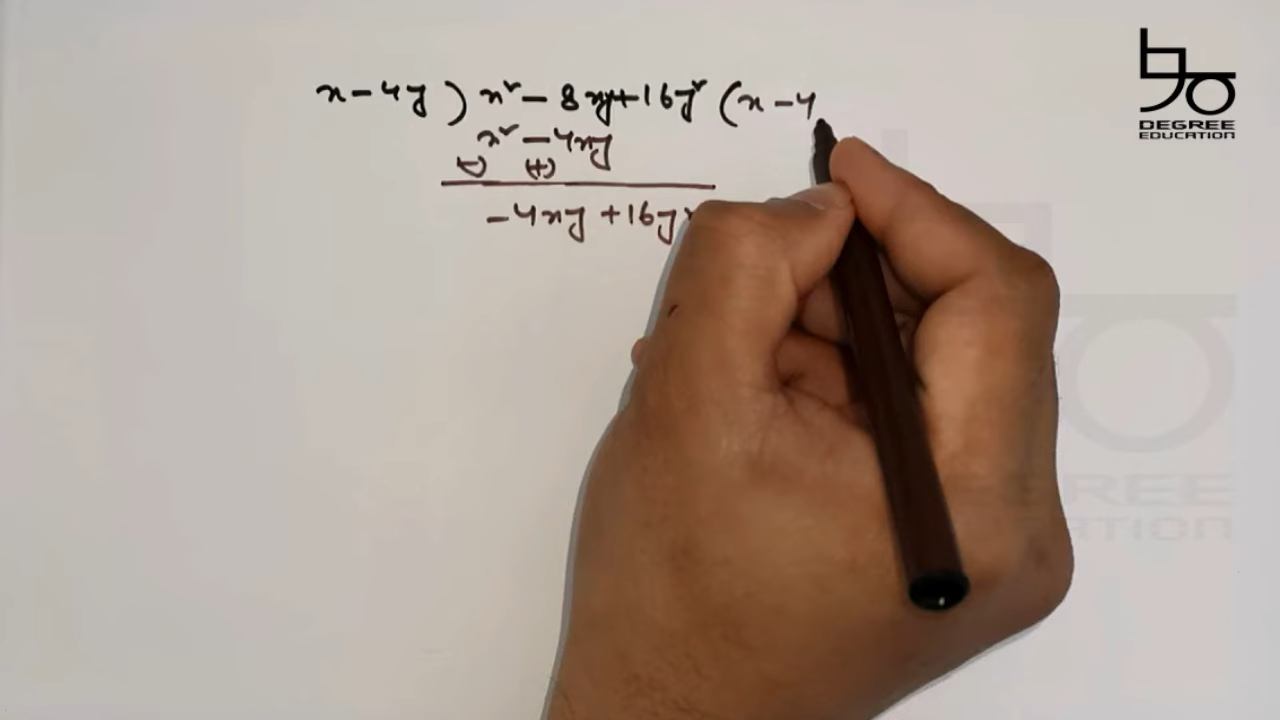 x - 4y ) x² - 8xy + 16y² ( x - 4
x² - 4xy
(-) (+)
- 4xy + 16y²
DEGREE
EDUCATION